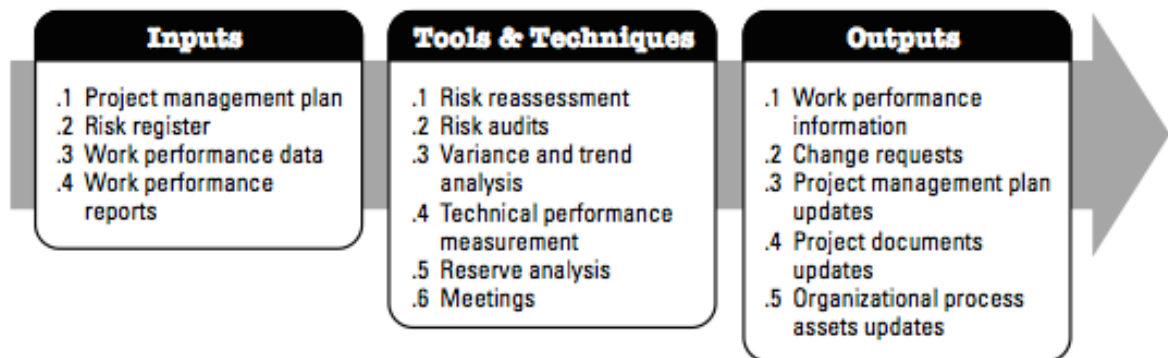 Inputs
.1 Project management plan
.2 Risk register
.3 Work performance data
.4 Work performance
reports
Tools & Techniques
.1 Risk reassessment
.2 Risk audits
.3 Variance and trend
analysis
.4 Technical performance
measurement
.5 Reserve analysis
.6 Meetings
Outputs
.1 Work performance
information
.2 Change requests
.3 Project management plan
updates
.4 Project documents
updates
.5 Organizational process
assets updates